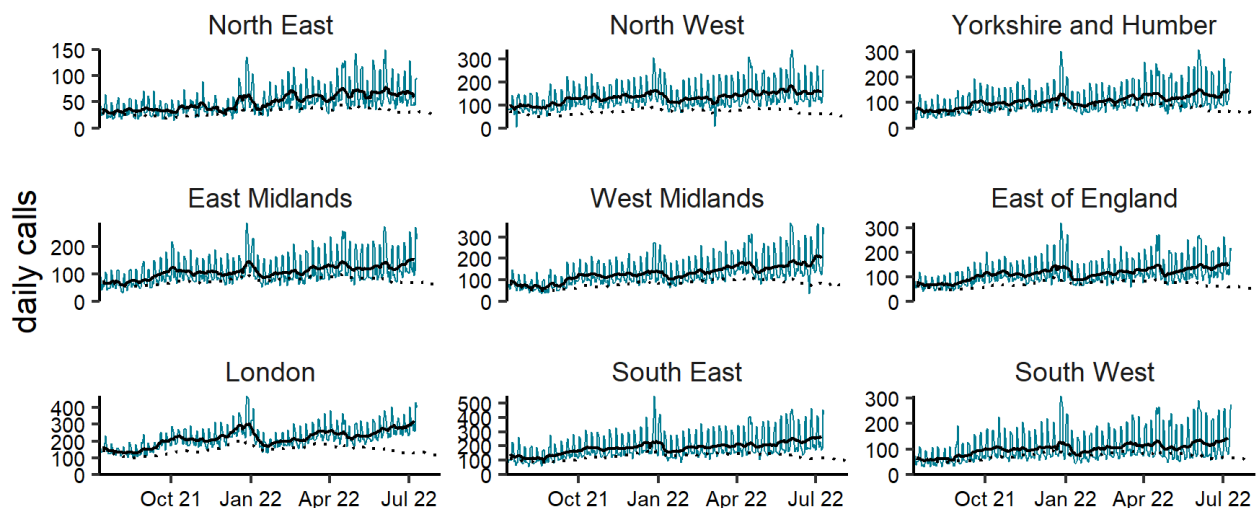 North East
North West
Yorkshire and Humber
150
100
50
0
300
200
100
0
300
200
100
0
East Midlands
West Midlands
East of England
200
100
0
300
200
100
0
300
200
100
0
daily calls
London
South East
South West
400
300
200
100
0
500
400
300
200
100
0
300
200
100
0
Oct 21 Jan 22 Apr 22 Jul 22
Oct 21 Jan 22 Apr 22 Jul 22
Oct 21 Jan 22 Apr 22 Jul 22